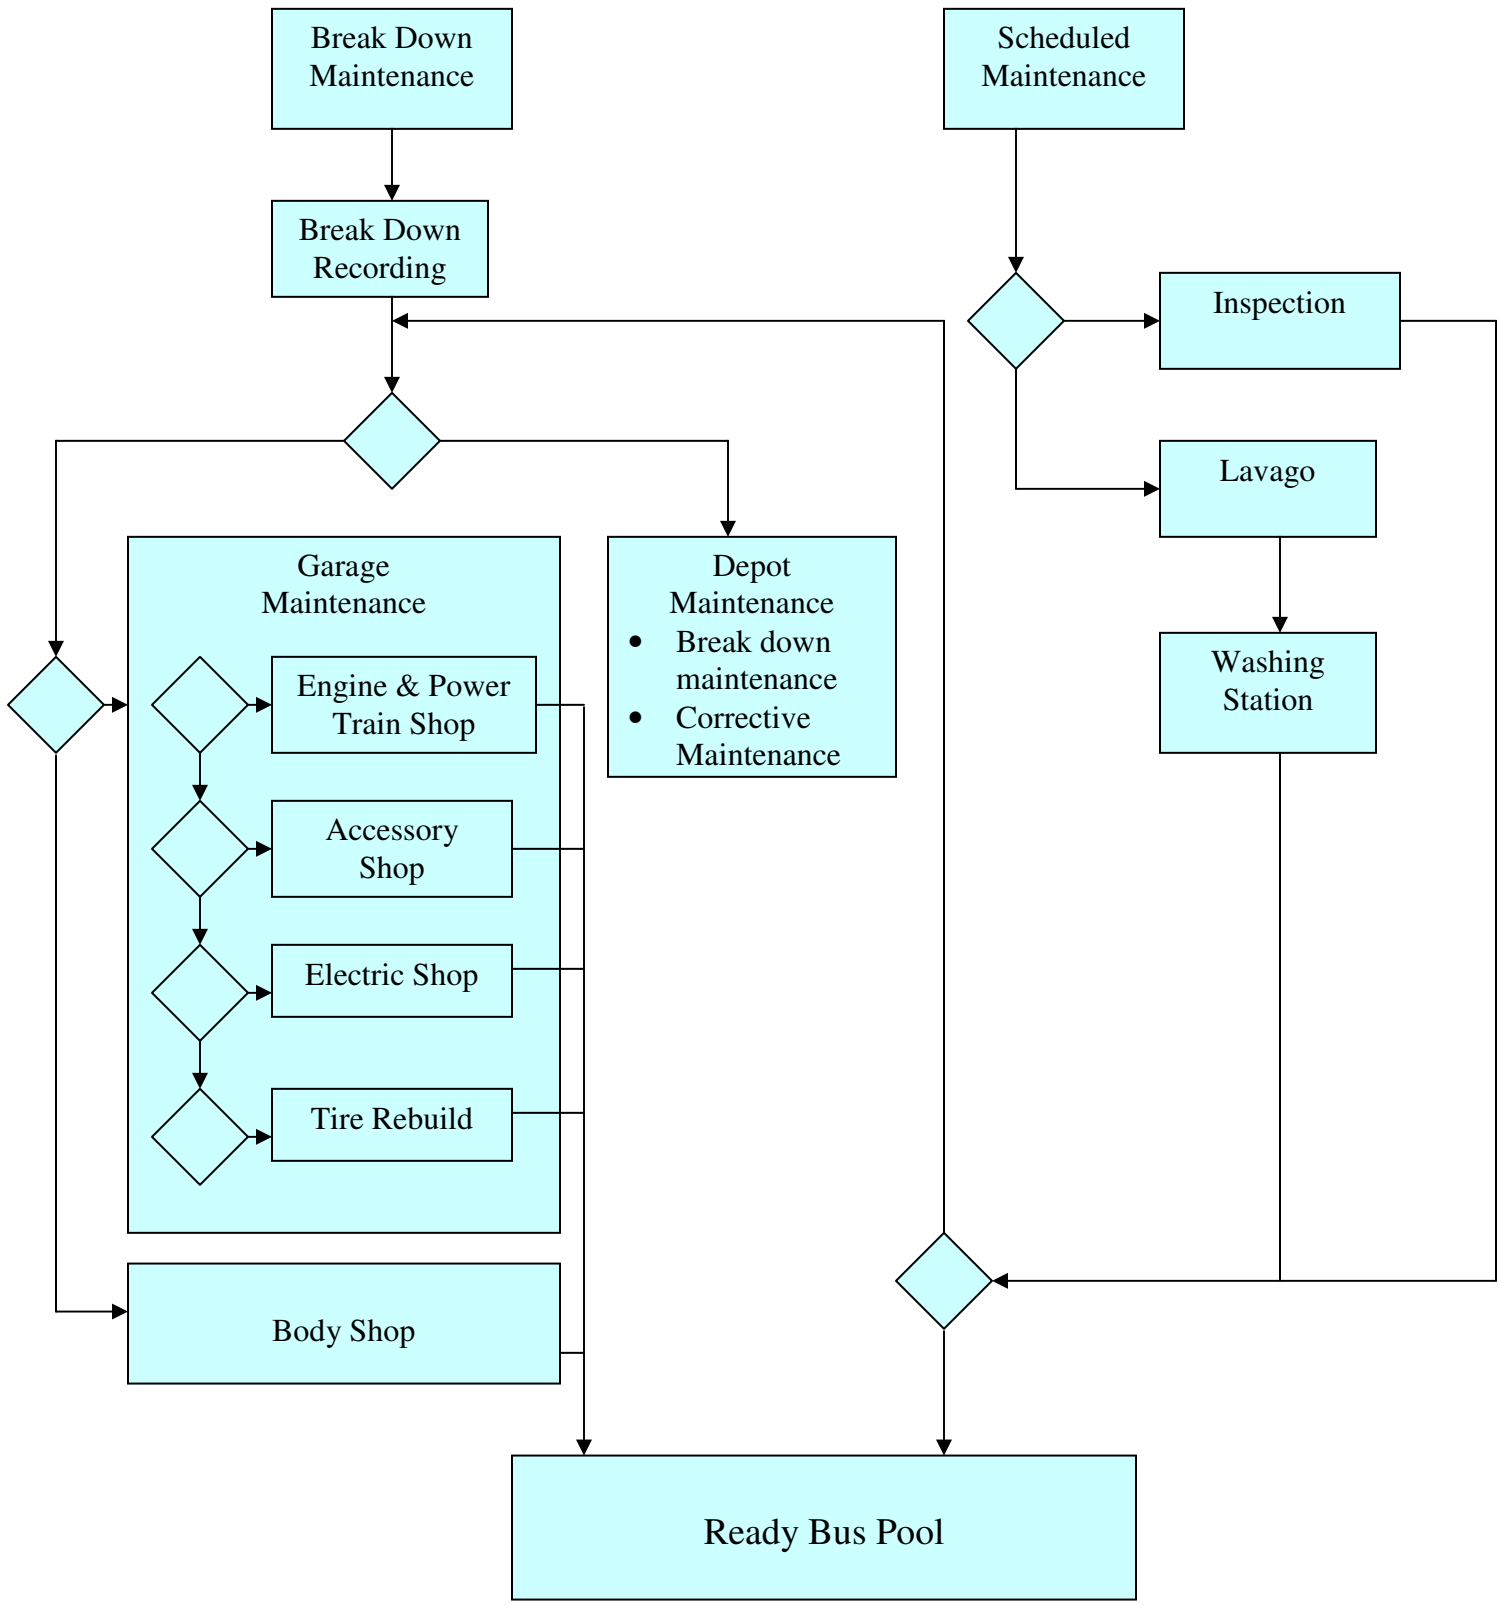 Break Down
Maintenance
Scheduled
Maintenance
Break Down
Recording
Inspection
Lavago
Garage
Maintenance
Depot
Maintenance
• Break down
maintenance
• Corrective
Maintenance
Washing
Station
Engine & Power
Train Shop
Accessory
Shop
Electric Shop
Tire Rebuild
Body Shop
Ready Bus Pool